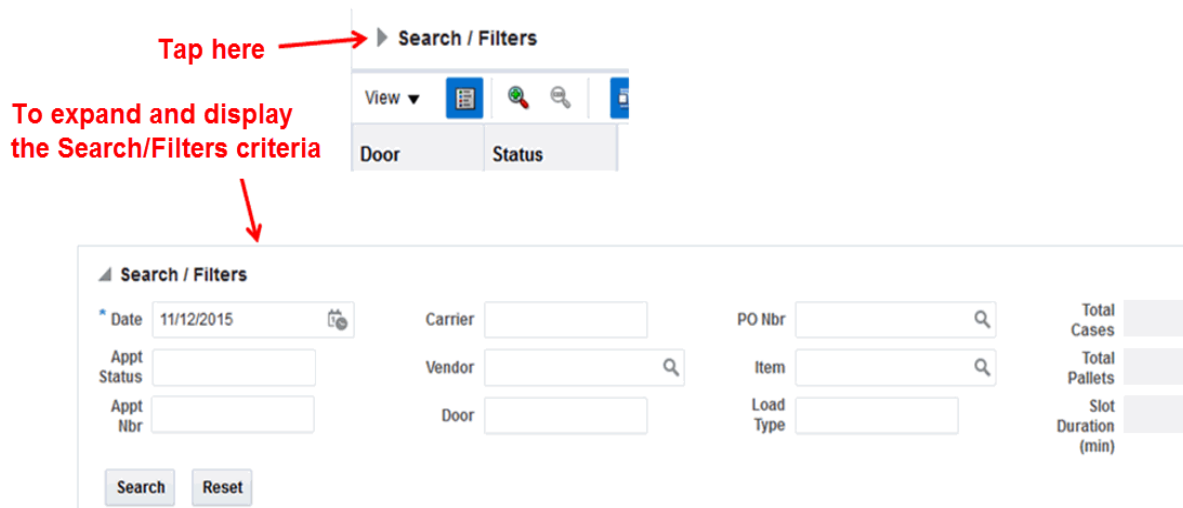 Tap here
Search / Filters
View
To expand and display
the Search/Filters criteria
Door Status
Search / Filters
* Date 11/12/2015 Carrier PO Nbr Total
Cases
Appt
Status Vendor Item Total
Pallets
Appt
Nbr Door Load
Type Slot
Duration
(min)
Search Reset